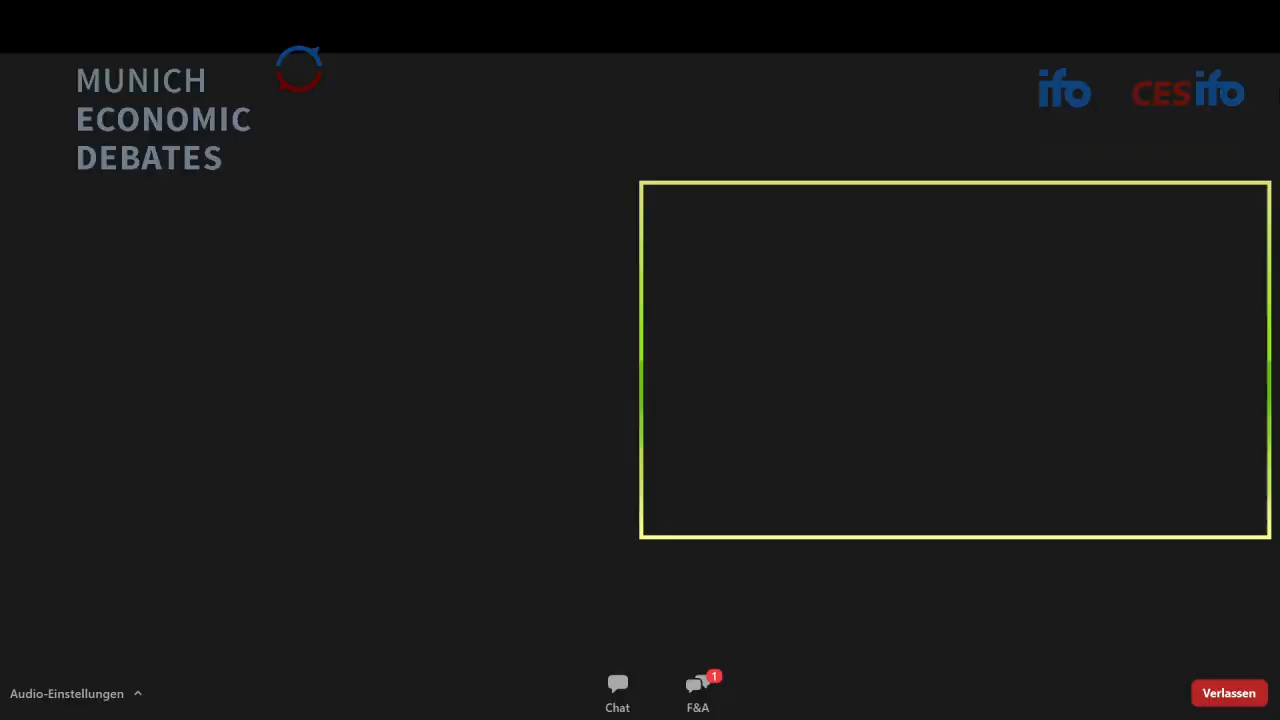 MUNICH
ECONOMIC
DEBATES
ifo
CESifo
Audio-Einstellungen
Chat
1
F&A
Verlassen